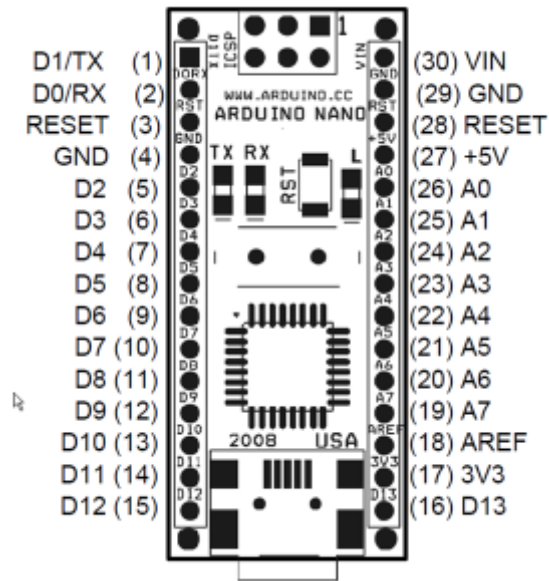 D1/TX (1)
D0/RX (2)
RESET (3)
GND (4)
D2 (5)
D3 (6)
D4 (7)
D5 (8)
D6 (9)
D7 (10)
D8 (11)
D9 (12)
D10 (13)
D11 (14)
D12 (15)
ICSP
1
WWW.ARDUINO.CC
ARDUINO NANO
TX RX
RST
L
2008 USA
RST
GND
D2
D3
D4
D5
D6
D7
D8
D9
D10
D11
D12
VIN
GND
RST
+5V
A0
A1
A2
A3
A4
A5
A6
A7
AREF
3V3
D13
(30) VIN
(29) GND
(28) RESET
(27) +5V
(26) A0
(25) A1
(24) A2
(23) A3
(22) A4
(21) A5
(20) A6
(19) A7
(18) AREF
(17) 3V3
(16) D13